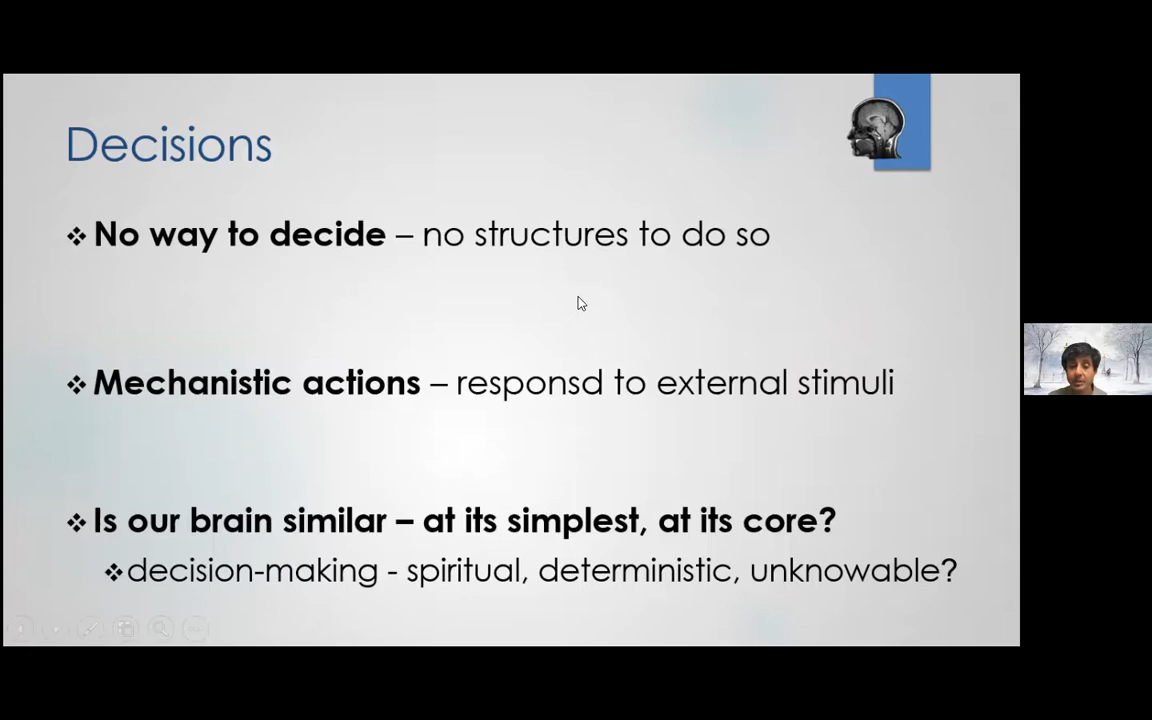 Decisions
❖ No way to decide – no structures to do so
❖ Mechanistic actions – responsd to external stimuli
❖ Is our brain similar – at its simplest, at its core?
❖ decision-making - spiritual, deterministic, unknowable?